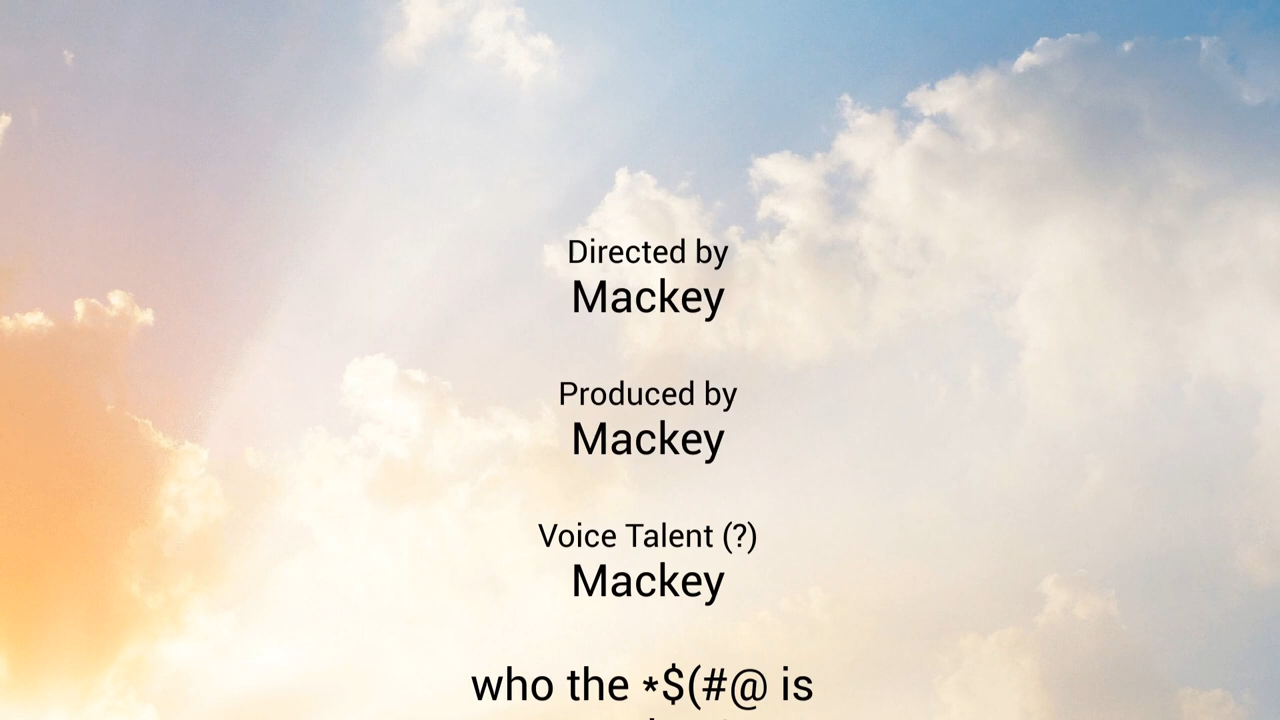 Directed by
Mackey
Produced by
Mackey
Voice Talent (?)
Mackey
who the *$(#@ is